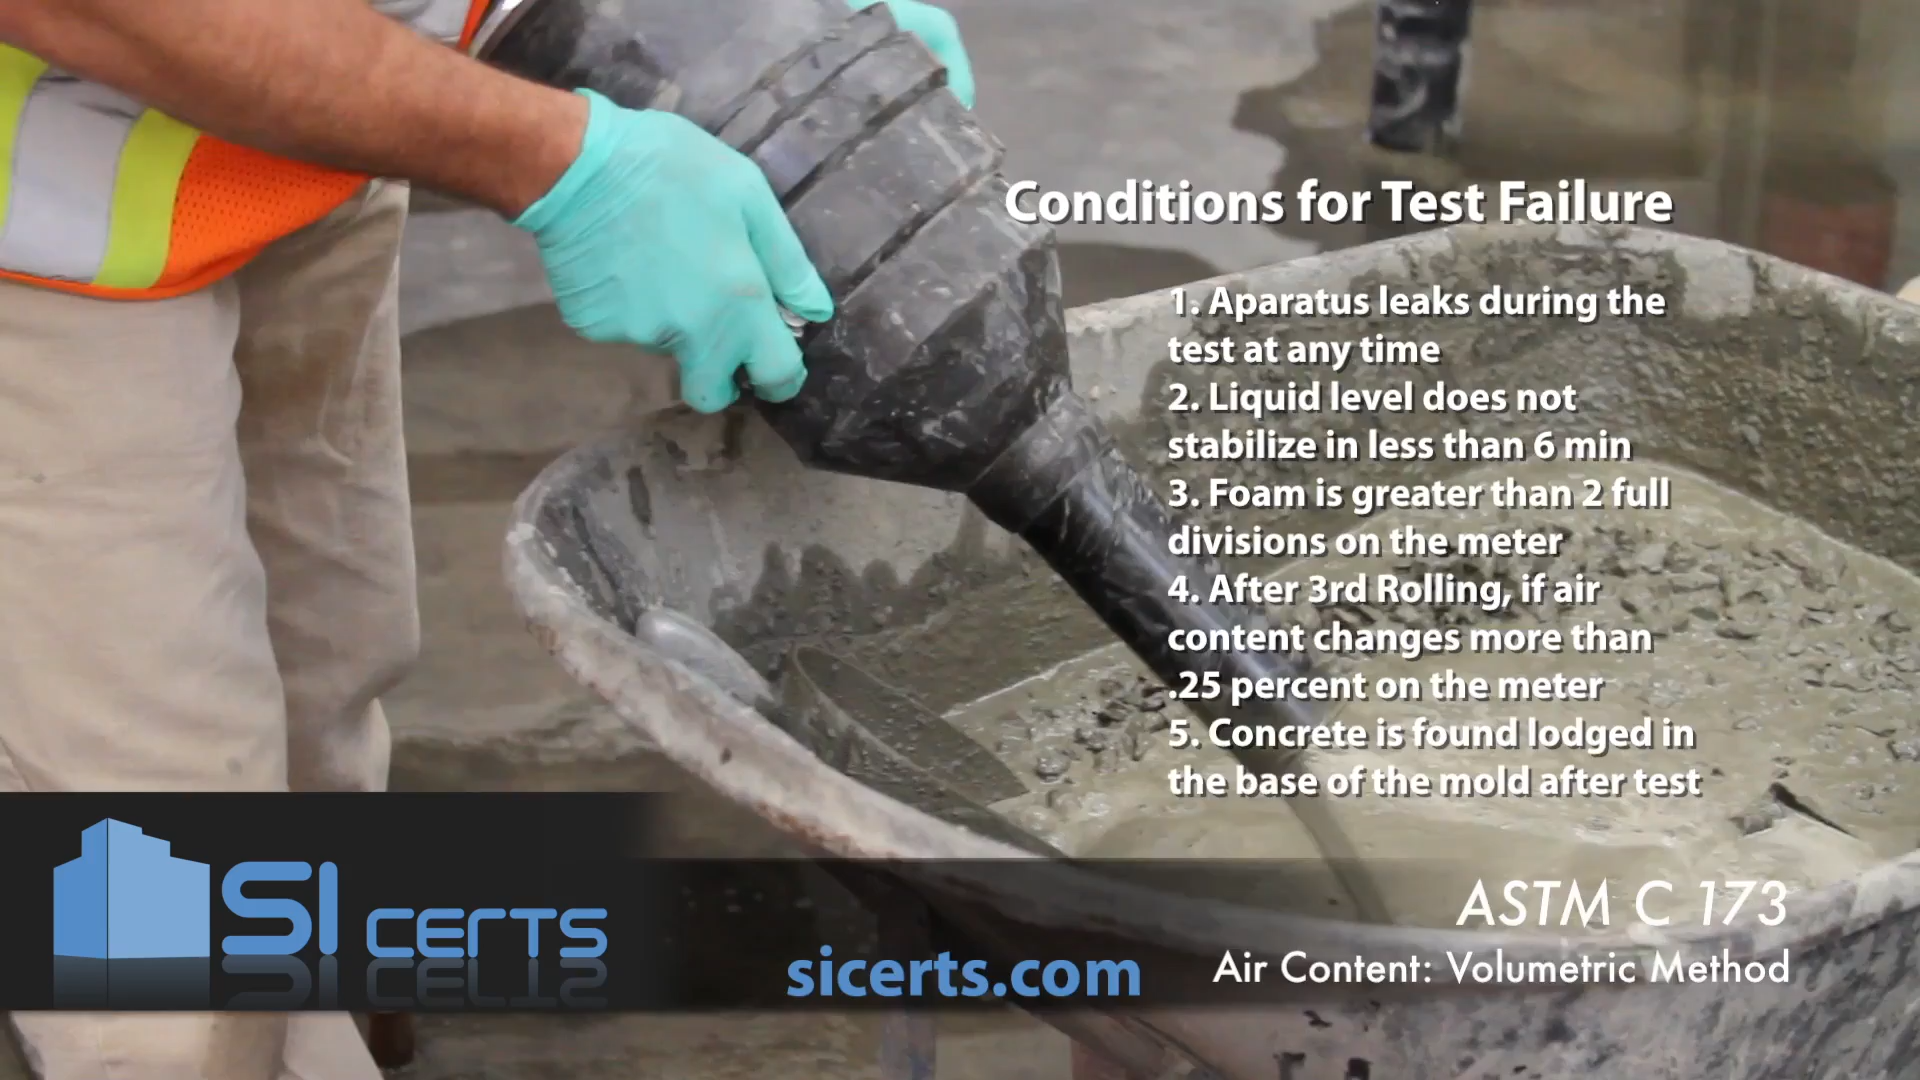 Conditions for Test Failure
1. Aparatus leaks during the
test at any time
2. Liquid level does not
stabilize in less than 6 min
3. Foam is greater than 2 full
divisions on the meter
4. After 3rd Rolling, if air
content changes more than
.25 percent on the meter
5. Concrete is found lodged in
the base of the mold after test
SI CERTS
sicerts.com
ASTM C 173
Air Content: Volumetric Method